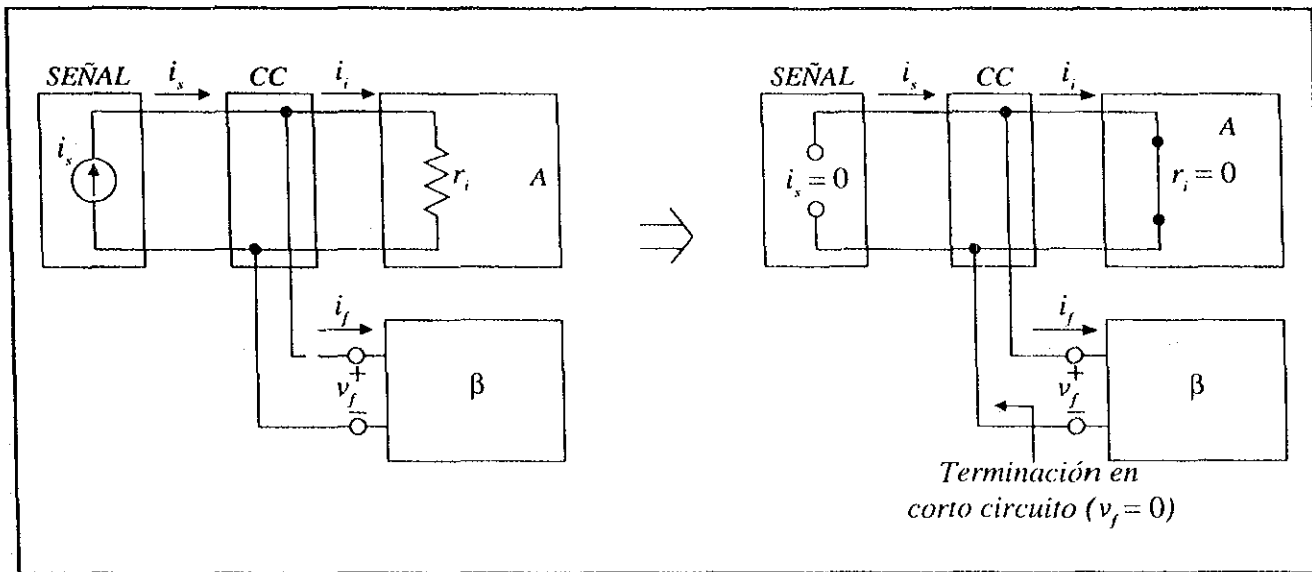 SEÑAL
i_s
CC
i_i
i_s
r_i
A
i_f
+
v_f
−
β
⇒
SEÑAL
i_s
CC
i_i
A
i_s = 0
r_i = 0
i_f
+
v_f
−
β
Terminación en
corto circuito (v_f = 0)